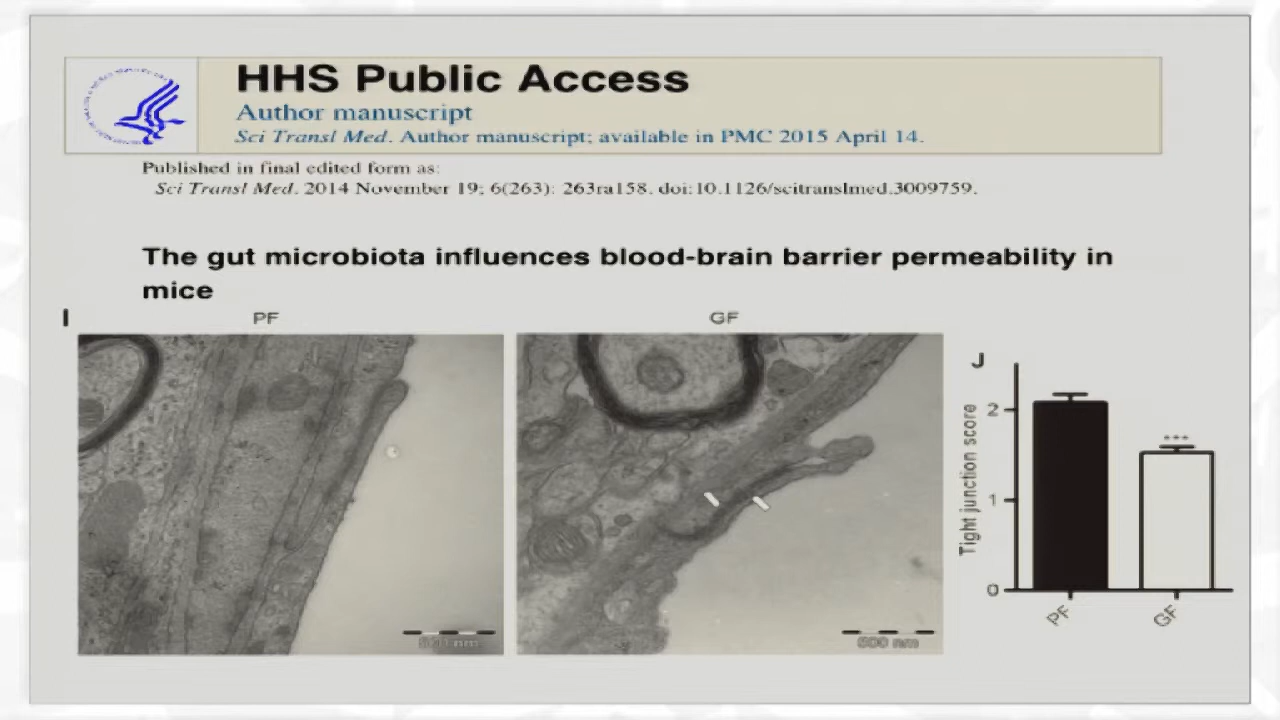 HHS Public Access
Author manuscript
Sci Transl Med. Author manuscript; available in PMC 2015 April 14.
Published in final edited form as:
Sci Transl Med. 2014 November 19; 6(263): 263ra158. doi:10.1126/scitranslmed.3009759.
The gut microbiota influences blood-brain barrier permeability in
mice
I
PF
GF
500 nm
500 nm
J
Tight junction score
2
1
0
***
PF
GF